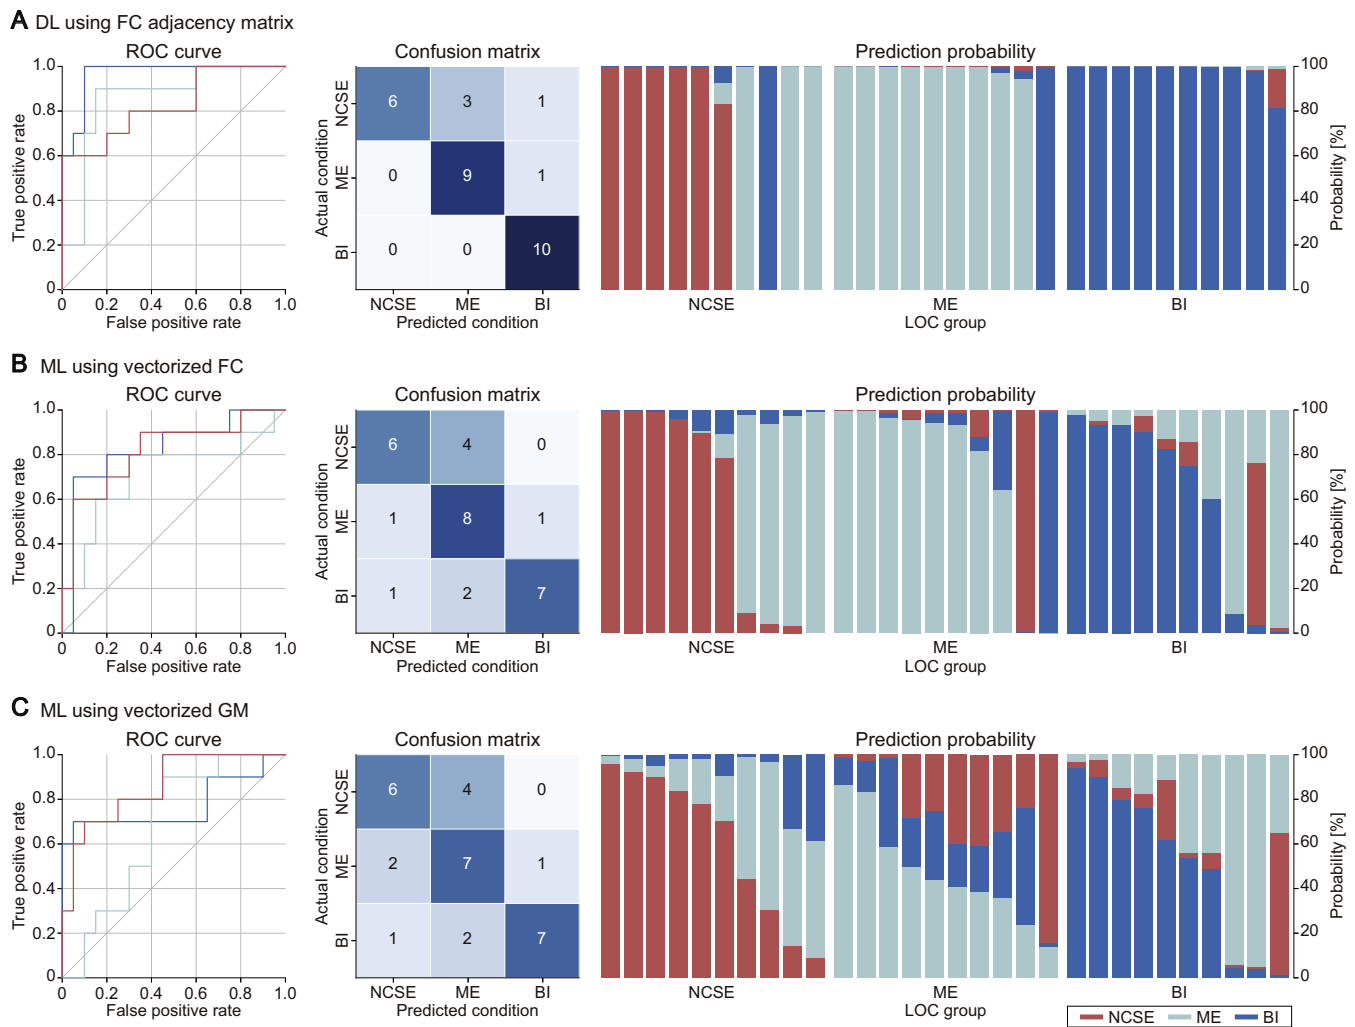 A DL using FC adjacency matrix
ROC curve
Confusion matrix
Prediction probability
True positive rate
1.0
0.8
0.6
0.4
0.2
0
0 0.2 0.4 0.6 0.8 1.0
False positive rate
Actual condition
NCSE
ME
BI
6 3 1
0 9 1
0 0 10
NCSE ME BI
Predicted condition
NCSE ME BI
LOC group
100
80
60
40
20
0
Probability [%]
B ML using vectorized FC
ROC curve
Confusion matrix
Prediction probability
True positive rate
1.0
0.8
0.6
0.4
0.2
0
0 0.2 0.4 0.6 0.8 1.0
False positive rate
Actual condition
NCSE
ME
BI
6 4 0
1 8 1
1 2 7
NCSE ME BI
Predicted condition
NCSE ME BI
LOC group
100
80
60
40
20
0
Probability [%]
C ML using vectorized GM
ROC curve
Confusion matrix
Prediction probability
True positive rate
1.0
0.8
0.6
0.4
0.2
0
0 0.2 0.4 0.6 0.8 1.0
False positive rate
Actual condition
NCSE
ME
BI
6 4 0
2 7 1
1 2 7
NCSE ME BI
Predicted condition
NCSE ME BI
LOC group
100
80
60
40
20
0
Probability [%]
NCSE ME BI